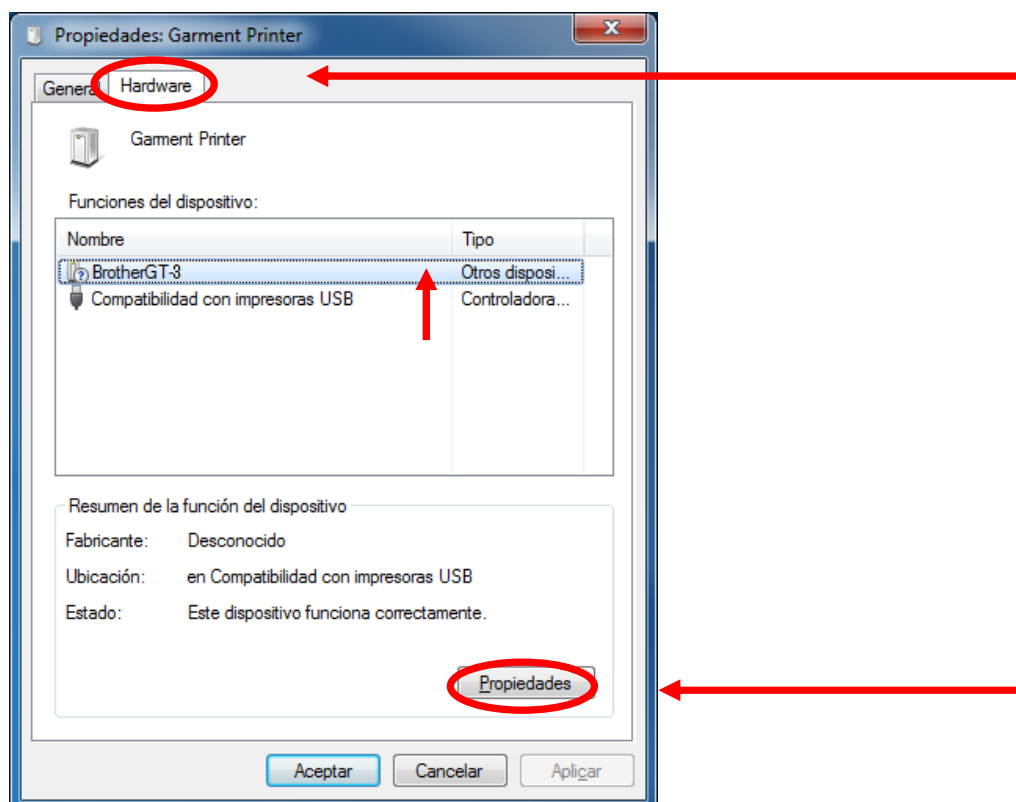 Propiedades: Garment Printer
General Hardware
Garment Printer
Funciones del dispositivo:
Nombre Tipo
BrotherGT-3 Otros disposi...
Compatibilidad con impresoras USB Controladora...
Resumen de la función del dispositivo
Fabricante: Desconocido
Ubicación: en Compatibilidad con impresoras USB
Estado: Este dispositivo funciona correctamente.
Propiedades
Aceptar Cancelar Aplicar